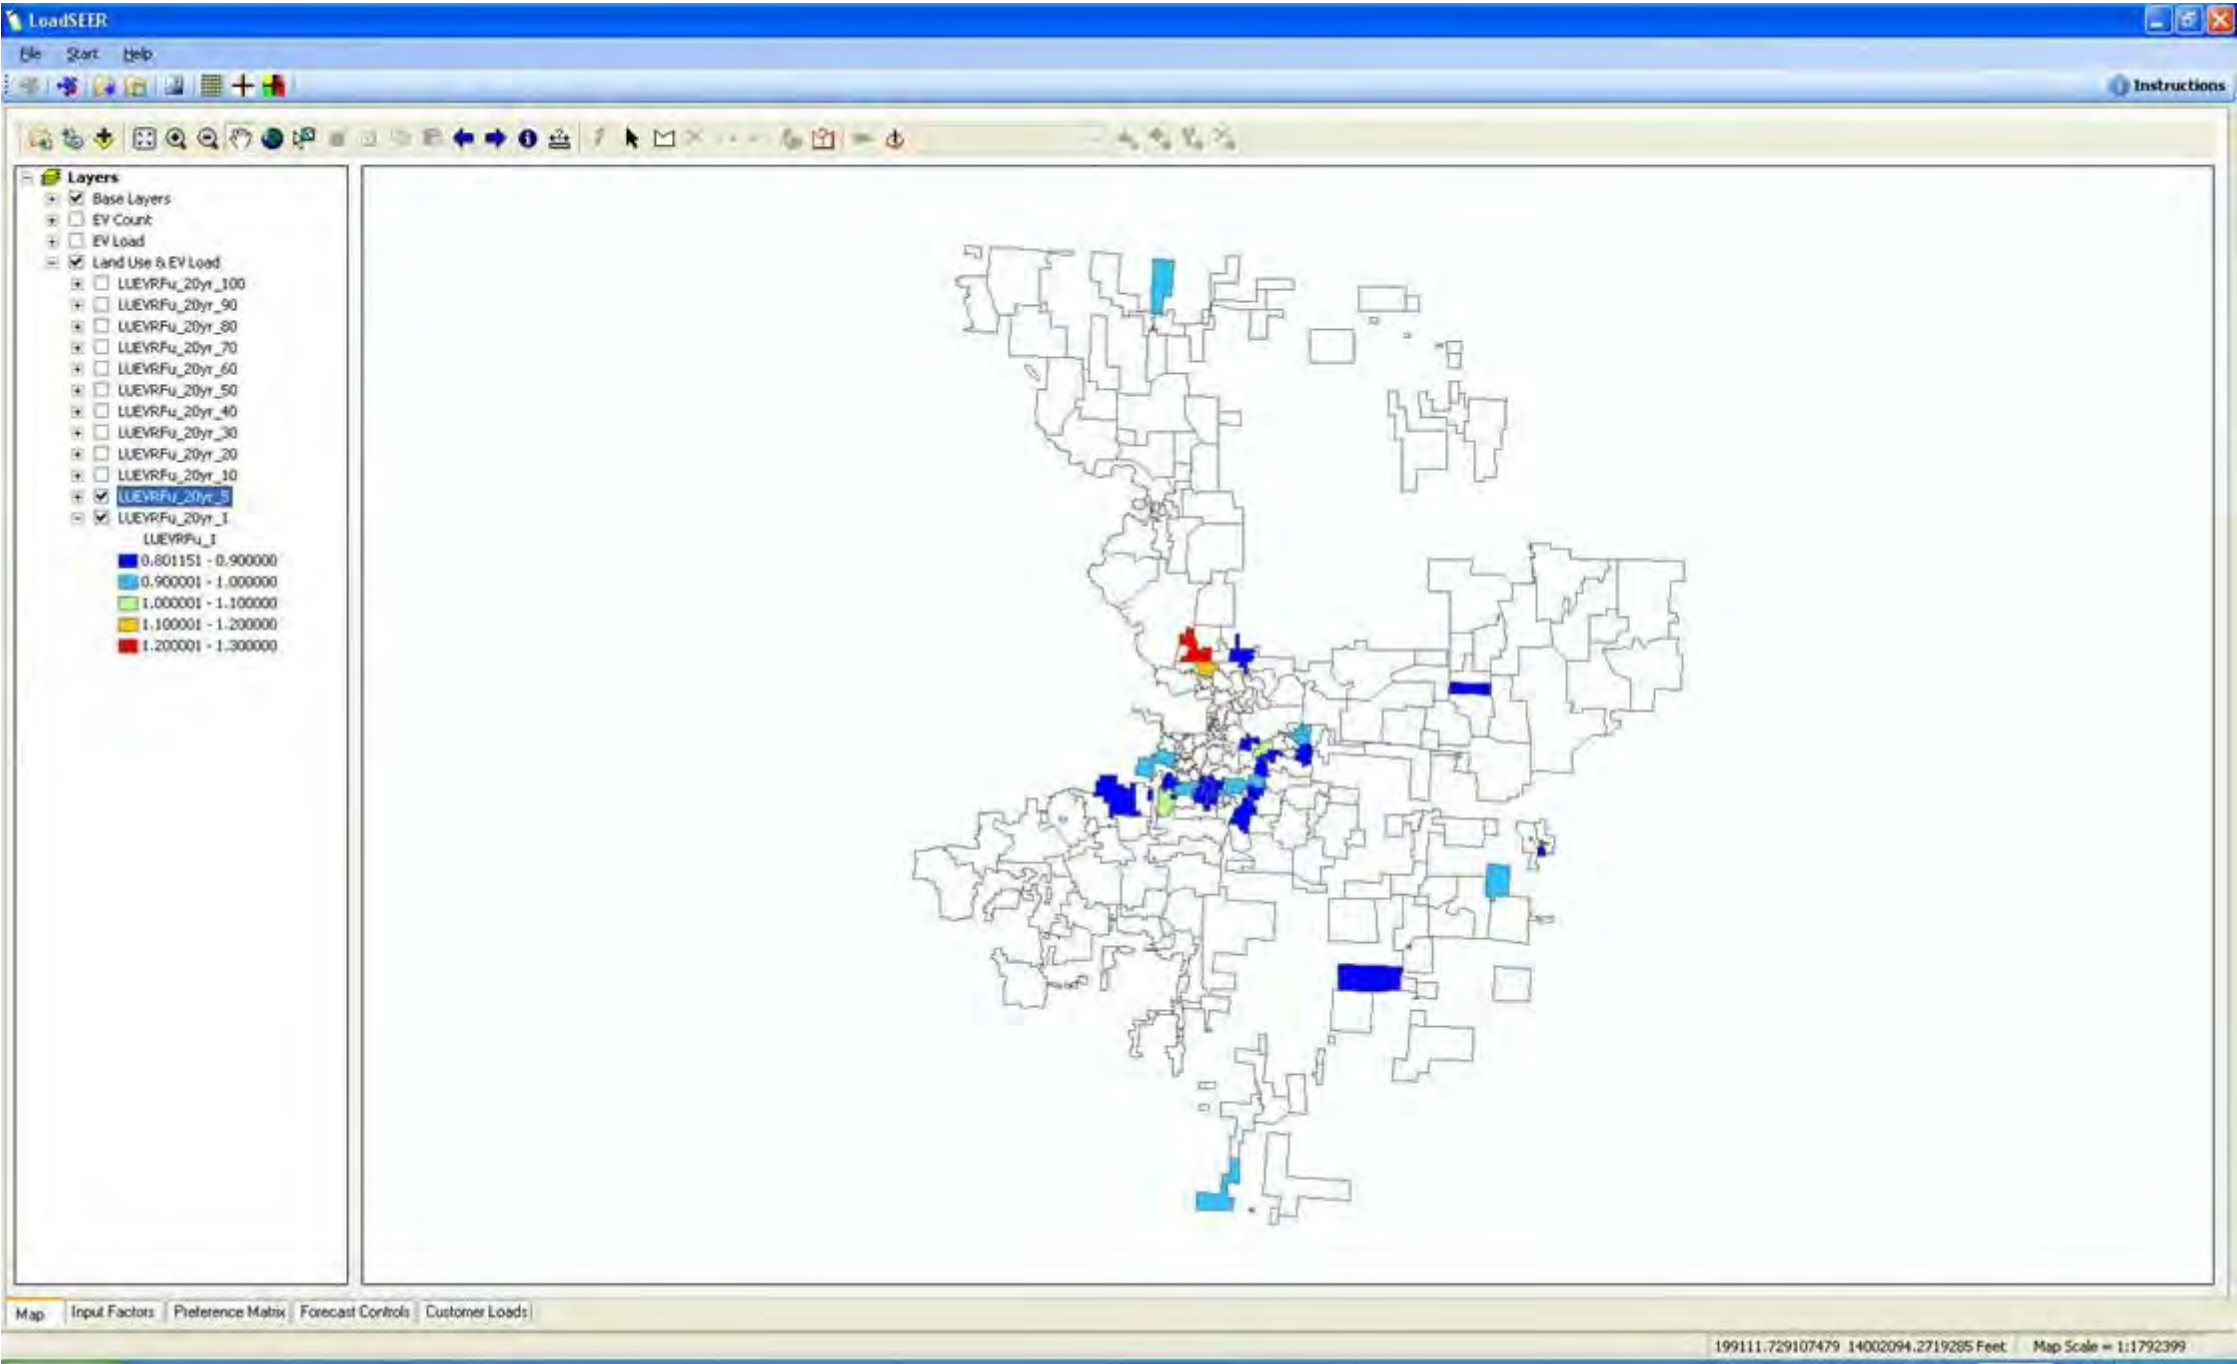 LoadSEER
File Start Help
Instructions
Layers
Base Layers
EV Count
EV Load
Land Use & EV Load
LUEVRFu_20yr_100
LUEVRFu_20yr_90
LUEVRFu_20yr_80
LUEVRFu_20yr_70
LUEVRFu_20yr_60
LUEVRFu_20yr_50
LUEVRFu_20yr_40
LUEVRFu_20yr_30
LUEVRFu_20yr_20
LUEVRFu_20yr_10
LUEVRFu_20yr_5
LUEVRFu_20yr_1
LUEVRFu_1
0.801151 - 0.900000
0.900001 - 1.000000
1.000001 - 1.100000
1.100001 - 1.200000
1.200001 - 1.300000
Map Input Factors Preference Matrix Forecast Controls Customer Loads
199111.729107479 14002094.2719285 Feet Map Scale = 1:1792399